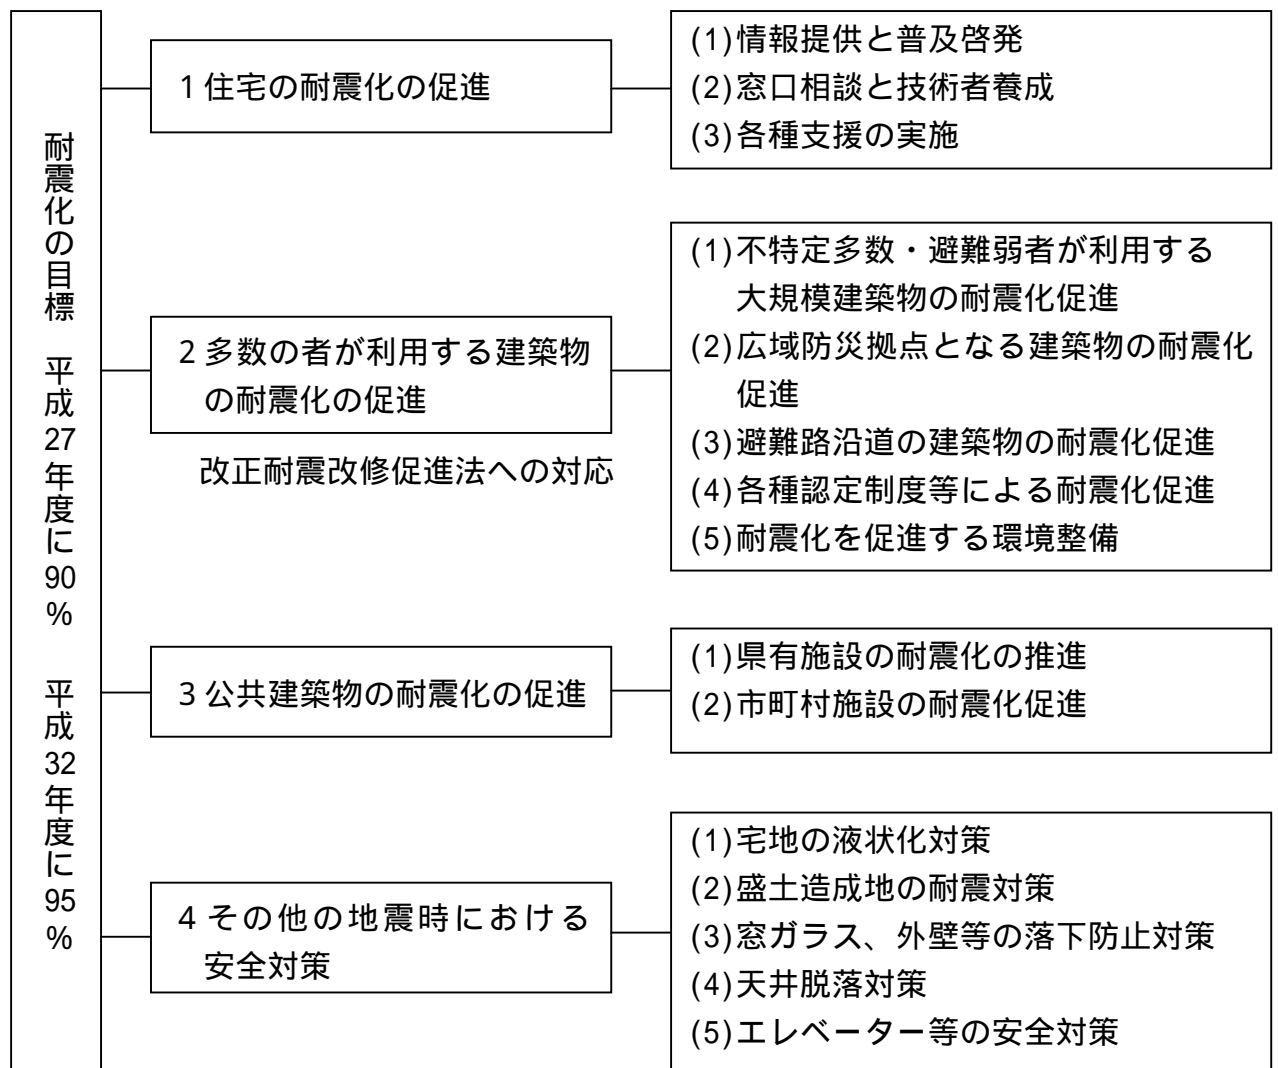 耐震化の目標 平成27年度に90% 平成32年度に95%
1 住宅の耐震化の促進
(1)情報提供と普及啓発
(2)窓口相談と技術者養成
(3)各種支援の実施
2 多数の者が利用する建築物
の耐震化の促進
改正耐震改修促進法への対応
(1)不特定多数・避難弱者が利用する
大規模建築物の耐震化促進
(2)広域防災拠点となる建築物の耐震化
促進
(3)避難路沿道の建築物の耐震化促進
(4)各種認定制度等による耐震化促進
(5)耐震化を促進する環境整備
3 公共建築物の耐震化の促進
(1)県有施設の耐震化の推進
(2)市町村施設の耐震化促進
4 その他の地震時における
安全対策
(1)宅地の液状化対策
(2)盛土造成地の耐震対策
(3)窓ガラス、外壁等の落下防止対策
(4)天井脱落対策
(5)エレベーター等の安全対策